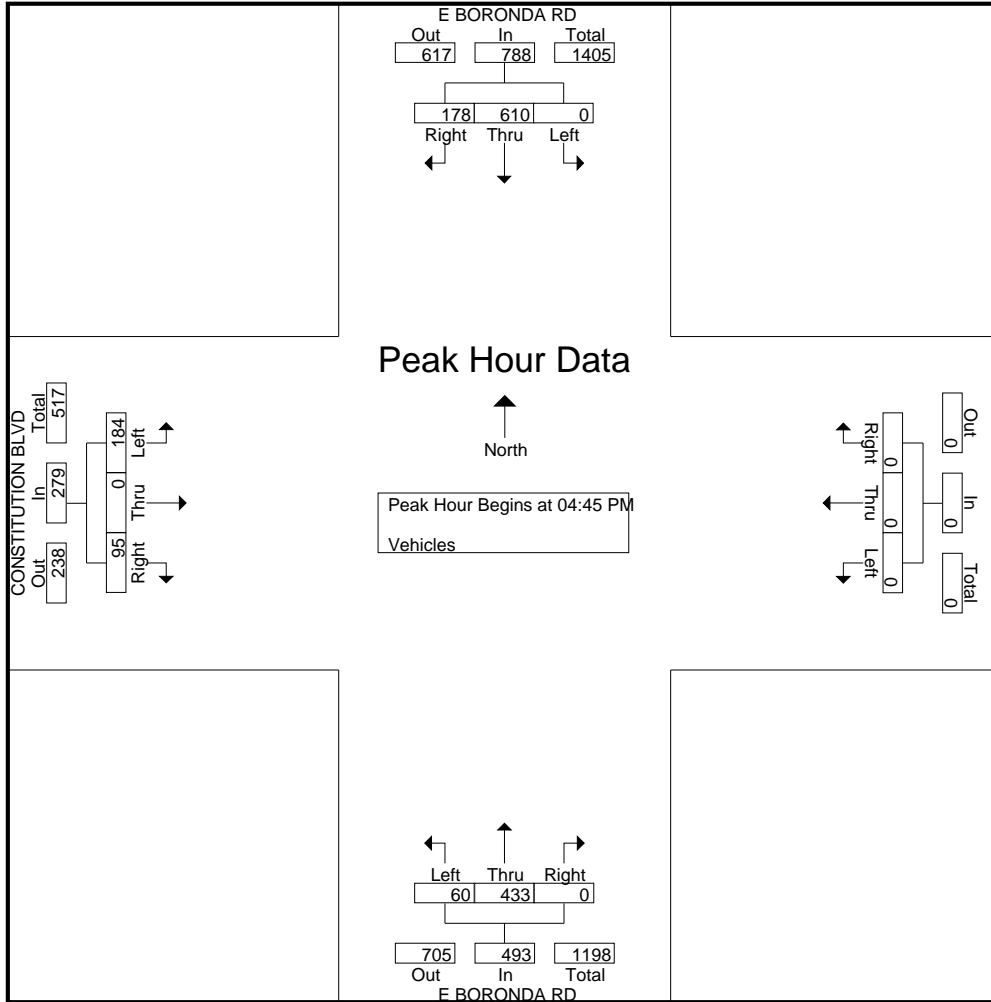 E BORONDA RD
Out In Total
617 788 1405
178 610 0
Right Thru Left
Peak Hour Data
North
Peak Hour Begins at 04:45 PM
Vehicles
CONSTITUTION BLVD
Out In Total
238 279 517
95 0 184
Right Thru Left
Out In Total
0 0 0
0 0 0
Right Thru Left
Left Thru Right
60 433 0
705 493 1198
Out In Total
E BORONDA RD